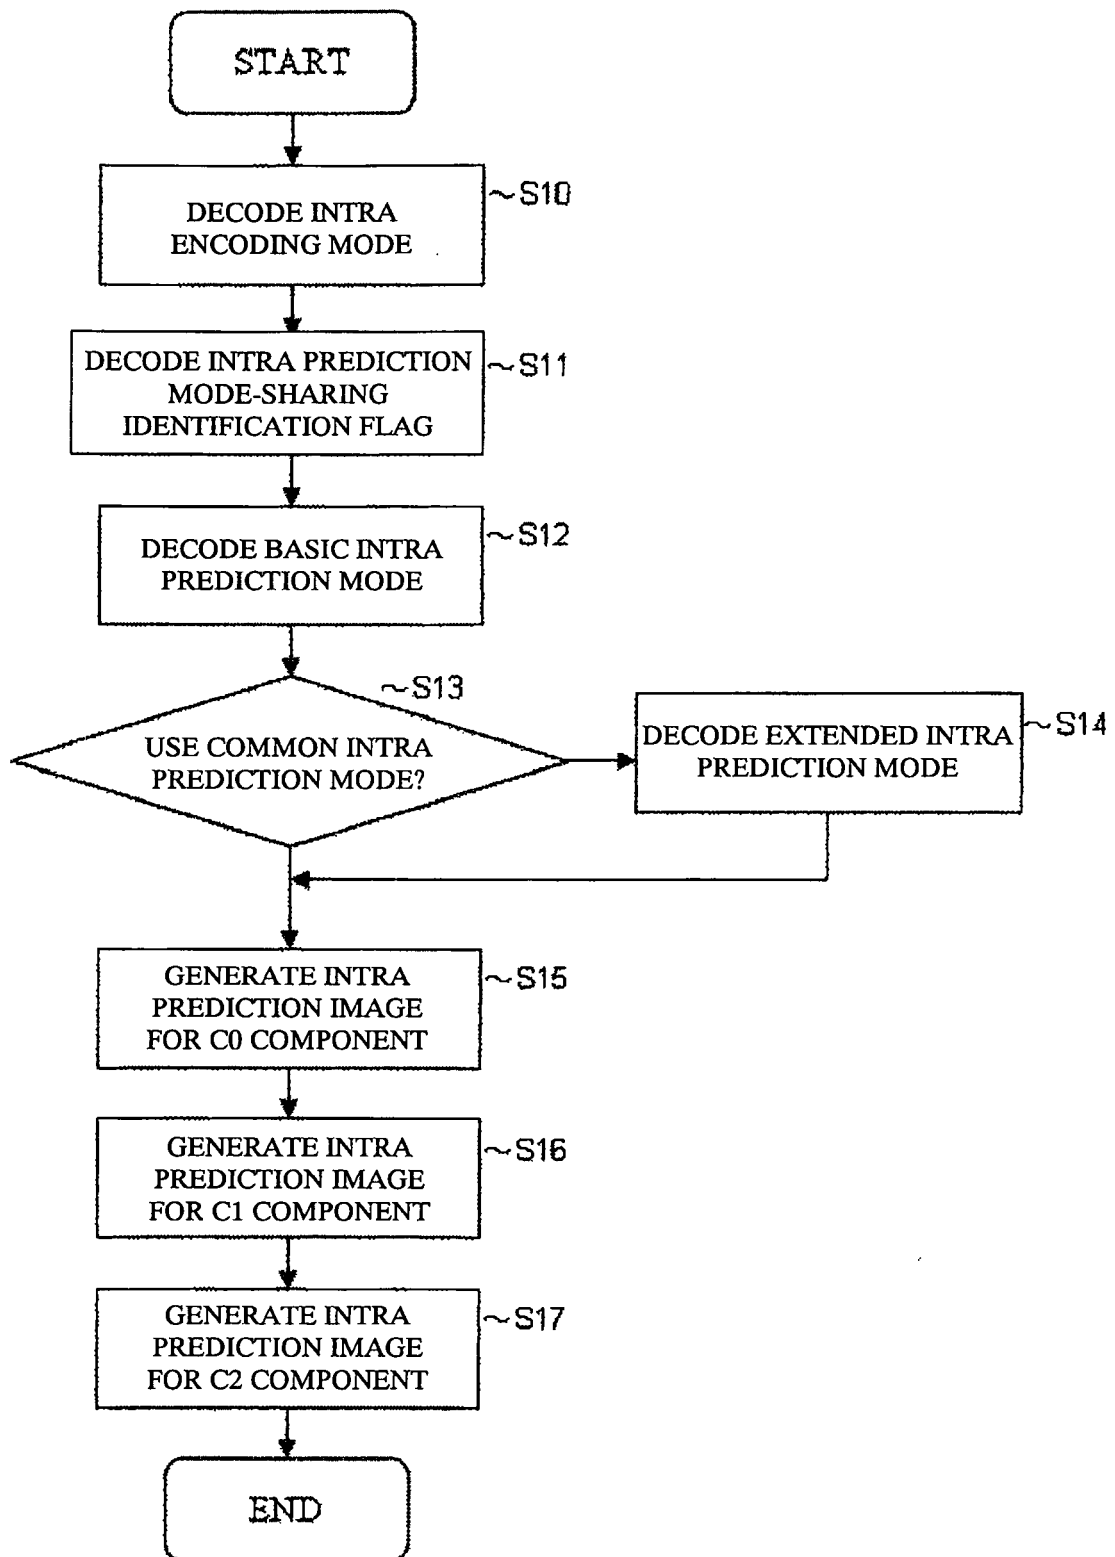 START
DECODE INTRA
ENCODING MODE
~S10
DECODE INTRA PREDICTION
MODE-SHARING
IDENTIFICATION FLAG
~S11
DECODE BASIC INTRA
PREDICTION MODE
~S12
~S13
USE COMMON INTRA
PREDICTION MODE?
DECODE EXTENDED INTRA
PREDICTION MODE
~S14
GENERATE INTRA
PREDICTION IMAGE
FOR C0 COMPONENT
~S15
GENERATE INTRA
PREDICTION IMAGE
FOR C1 COMPONENT
~S16
GENERATE INTRA
PREDICTION IMAGE
FOR C2 COMPONENT
~S17
END